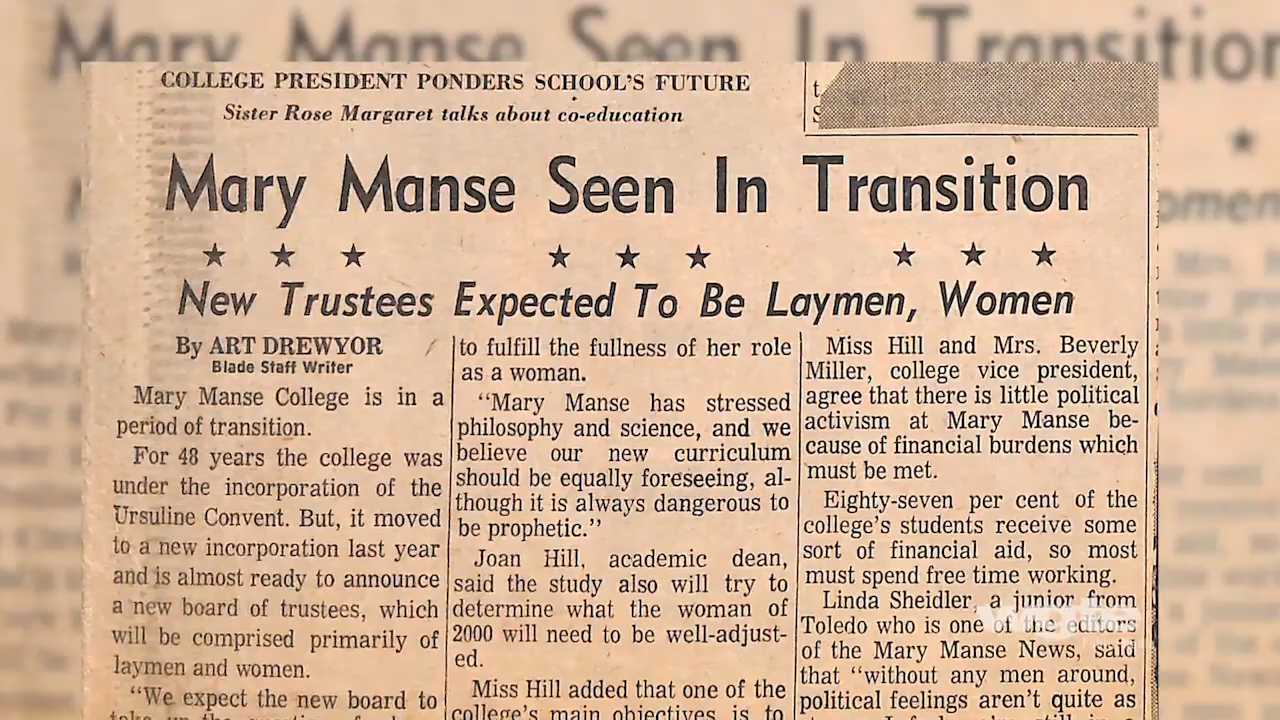 Mary Manse Seen In Transition
COLLEGE PRESIDENT PONDERS SCHOOL'S FUTURE
Sister Rose Margaret talks about co-education
Mary Manse Seen In Transition
New Trustees Expected To Be Laymen, Women
By ART DREWYOR
Blade Staff Writer
Mary Manse College is in a
period of transition.
For 48 years the college was
under the incorporation of the
Ursuline Convent. But, it moved
to a new incorporation last year
and is almost ready to announce
a new board of trustees, which
will be comprised primarily of
laymen and women.
"We expect the new board to
to fulfill the fullness of her role
as a woman.
"Mary Manse has stressed
philosophy and science, and we
believe our new curriculum
should be equally foreseeing, al-
though it is always dangerous to
be prophetic."
Joan Hill, academic dean,
said the study also will try to
determine what the woman of
2000 will need to be well-adjust-
ed.
Miss Hill added that one of the
college's main objectives is to
Miss Hill and Mrs. Beverly
Miller, college vice president,
agree that there is little political
activism at Mary Manse be-
cause of financial burdens which
must be met.
Eighty-seven per cent of the
college's students receive some
sort of financial aid, so most
must spend free time working.
Linda Sheidler, a junior from
Toledo who is one of the editors
of the Mary Manse News, said
that "without any men around,
political feelings aren't quite as